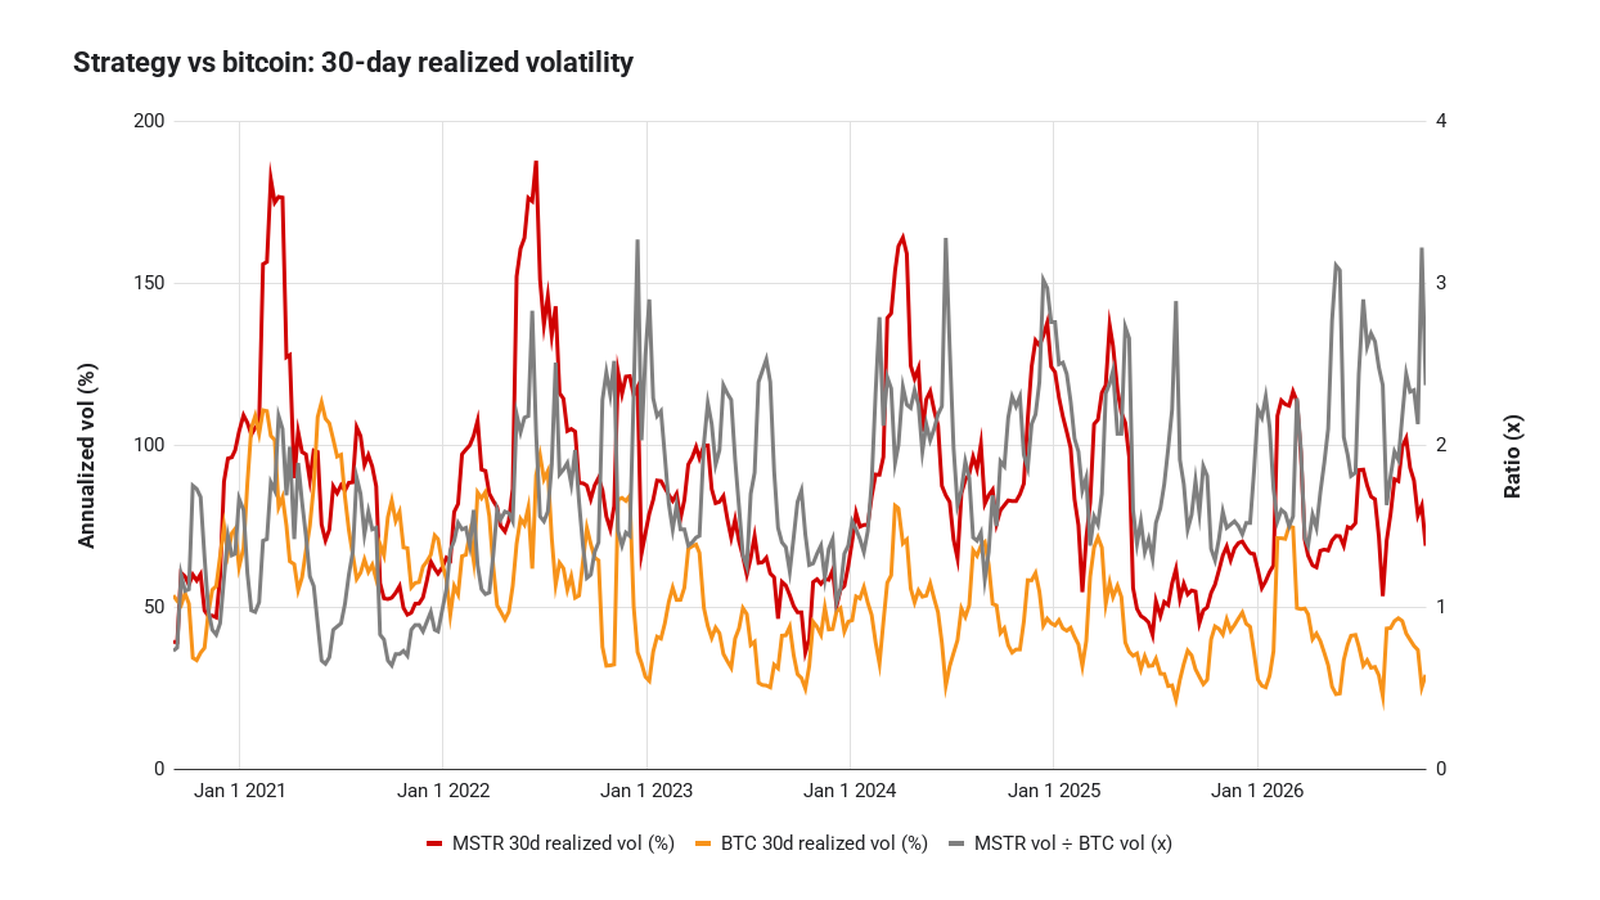 Strategy vs bitcoin: 30-day realized volatility
200
150
100
50
0
4
3
2
1
0
Annualized vol (%)
Ratio (x)
Jan 1 2021
Jan 1 2022
Jan 1 2023
Jan 1 2024
Jan 1 2025
Jan 1 2026
MSTR 30d realized vol (%)
BTC 30d realized vol (%)
MSTR vol ÷ BTC vol (x)